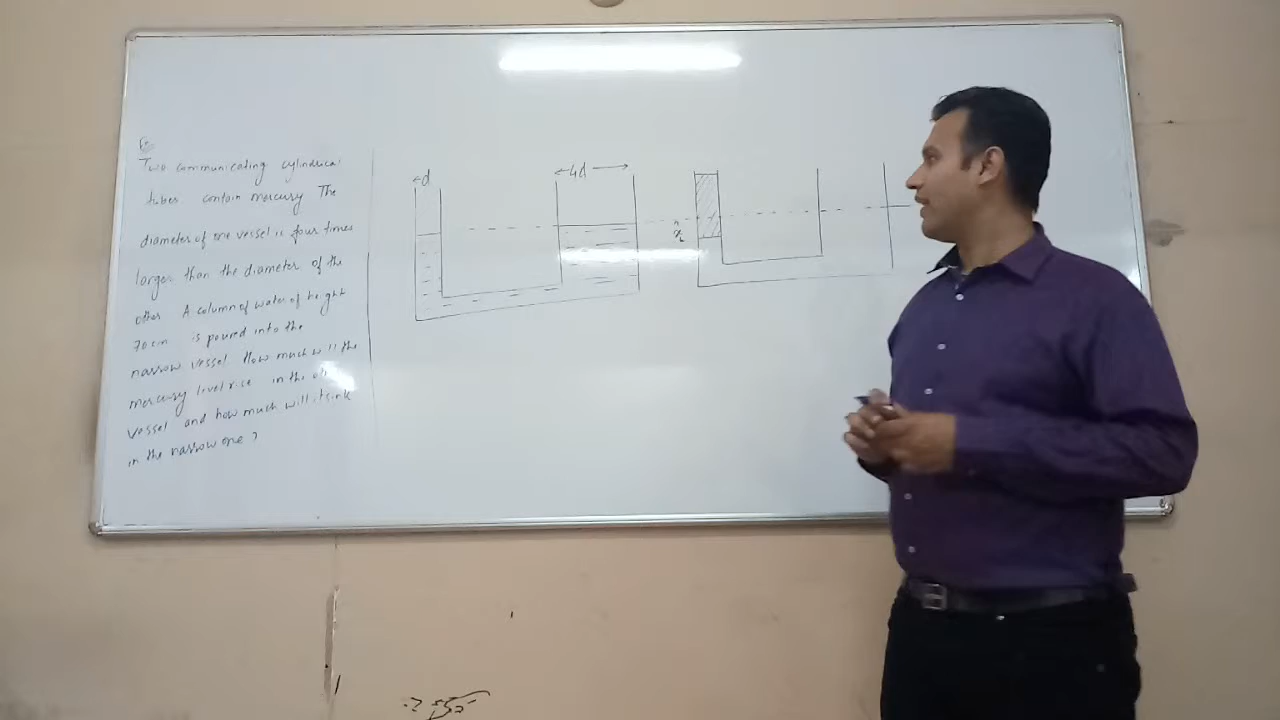 Two communicating cylindrical
tubes contain mercury The
diameter of one vessel is four times
larger than the diameter of the
other A column of water of height
70 cm is poured into the
narrow vessel How much will the
mercury level rise in the
vessel and how much will it sink
in the narrow one ?
d
4d
x